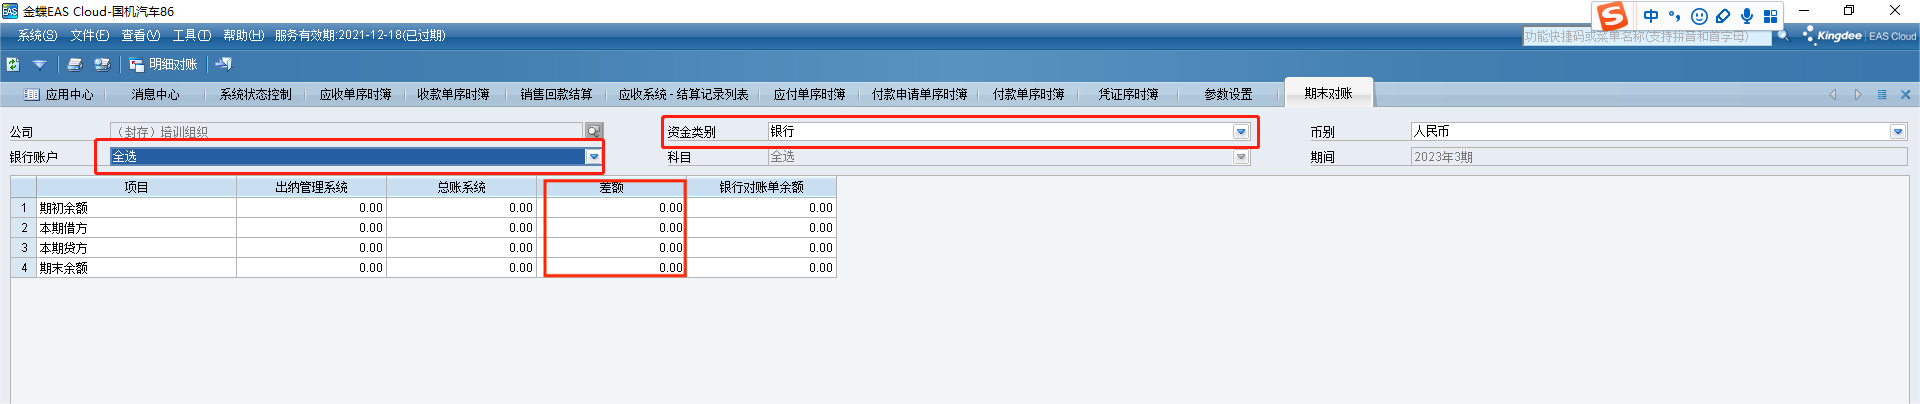 金蝶EAS Cloud-国机汽车86
中
系统(S) 文件(F) 查看(V) 工具(T) 帮助(H) 服务有效期:2021-12-18(已过期)
功能快捷码或菜单名称(支持拼音和首字母)
Kingdee | EAS Cloud
明细对账
应用中心 消息中心 系统状态控制 应收单序时簿 收款单序时簿 销售回款结算 应收系统 - 结算记录列表 应付单序时簿 付款申请单序时簿 付款单序时簿 凭证序时簿 参数设置 期末对账
公司 （封存）培训组织 资金类别 银行 币别 人民币
银行账户 全选 科目 全选 期间 2023年3期
项目 出纳管理系统 总账系统 差额 银行对账单余额
1 期初余额 0.00 0.00 0.00 0.00
2 本期借方 0.00 0.00 0.00 0.00
3 本期贷方 0.00 0.00 0.00 0.00
4 期末余额 0.00 0.00 0.00 0.00